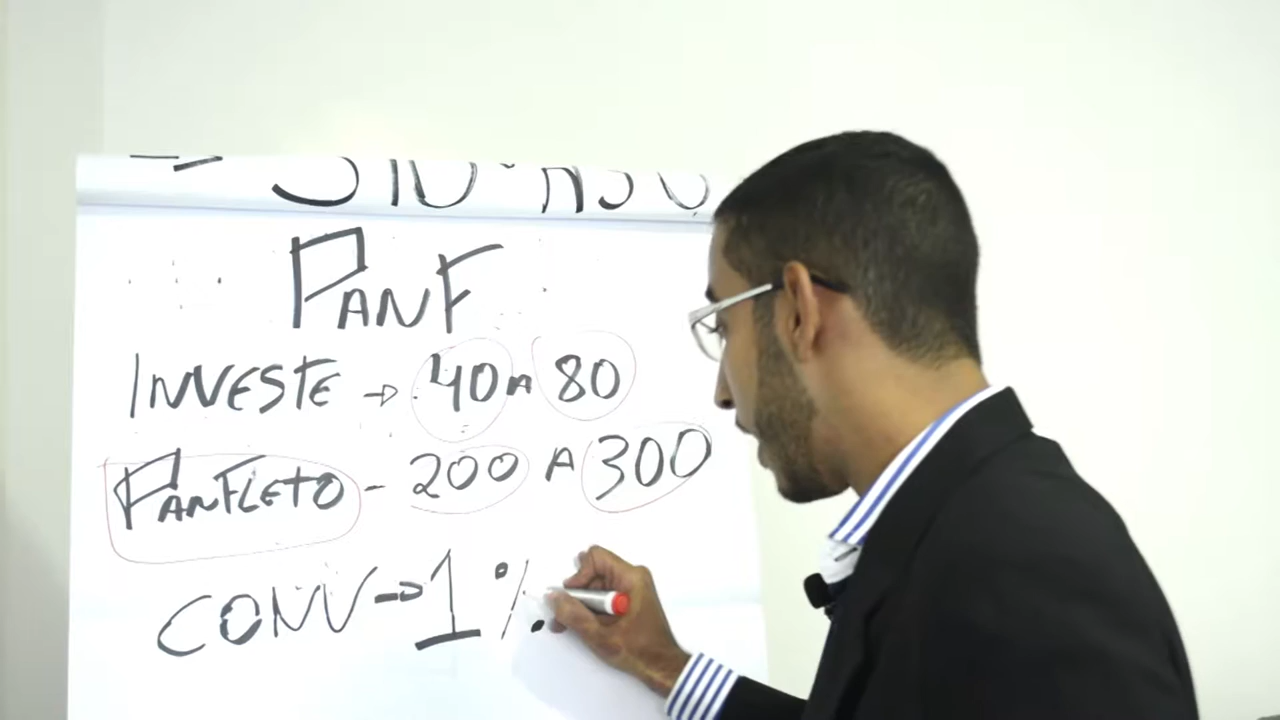 PANF
INVESTE → 40 A 80
PANFLETO - 200 A 300
CONV → 1 %